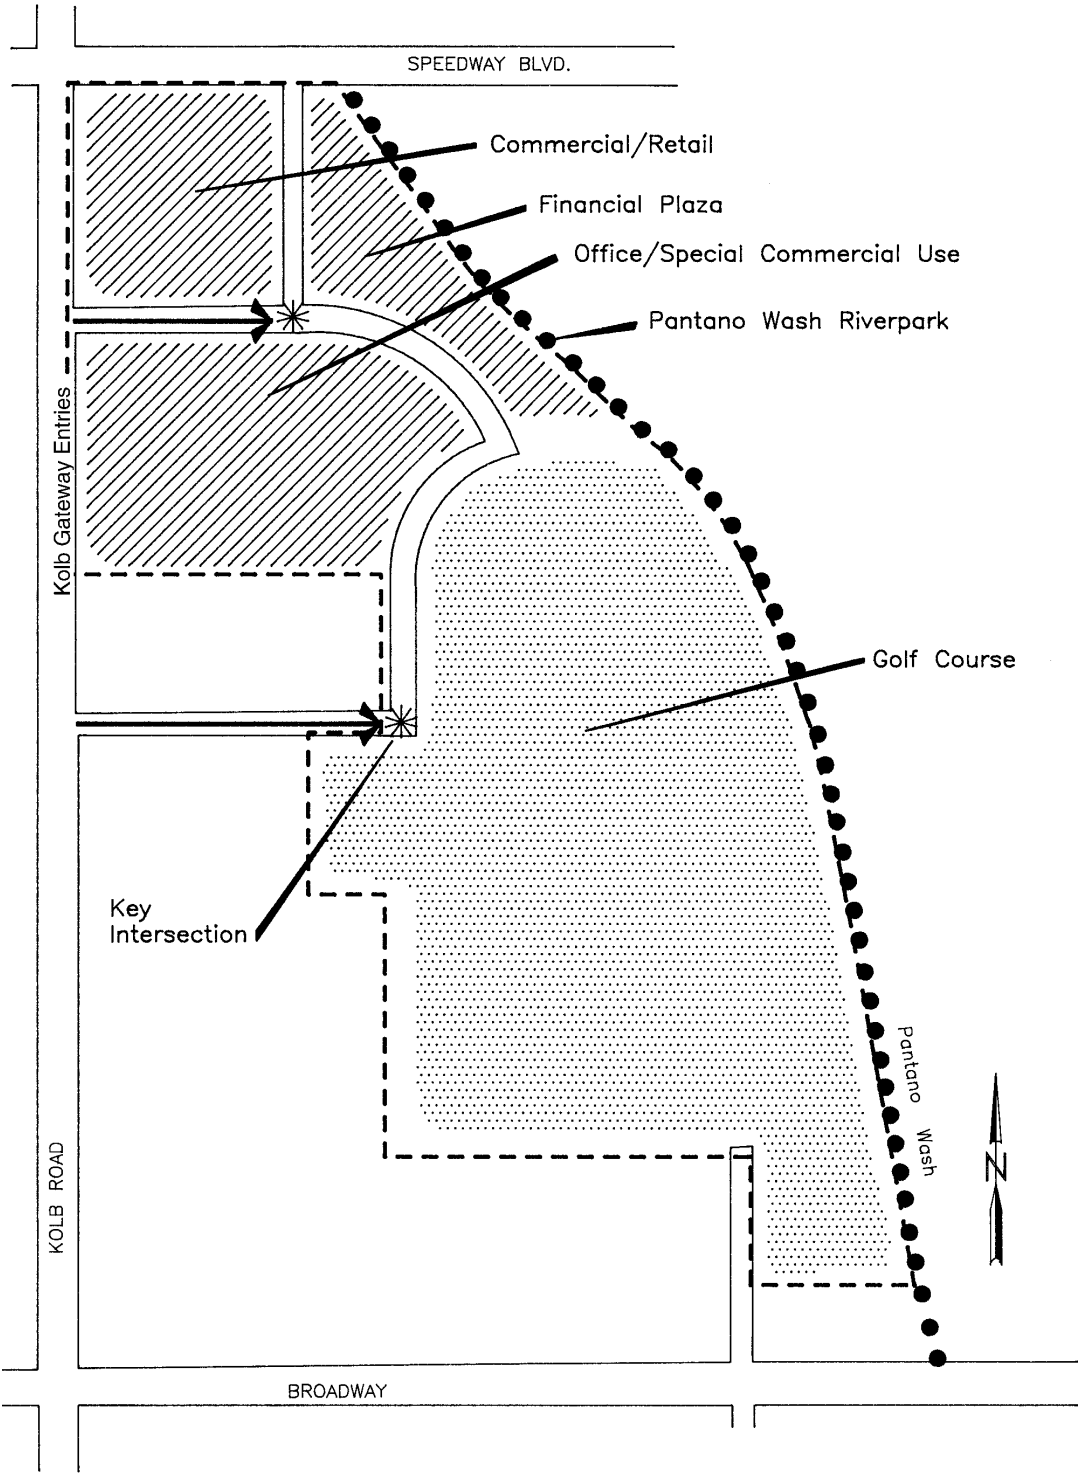 SPEEDWAY BLVD.
Commercial/Retail
Financial Plaza
Office/Special Commercial Use
Pantano Wash Riverpark
Kolb Gateway Entries
Golf Course
Key
Intersection
Pantano Wash
N
KOLB ROAD
BROADWAY